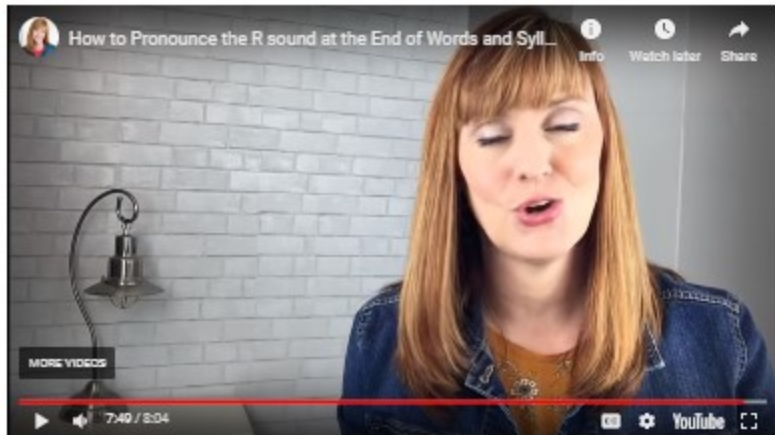 How to Pronounce the R sound at the End of Words and Syll...
Info
Watch later
Share
MORE VIDEOS
7:49 / 8:04
CC
YouTube